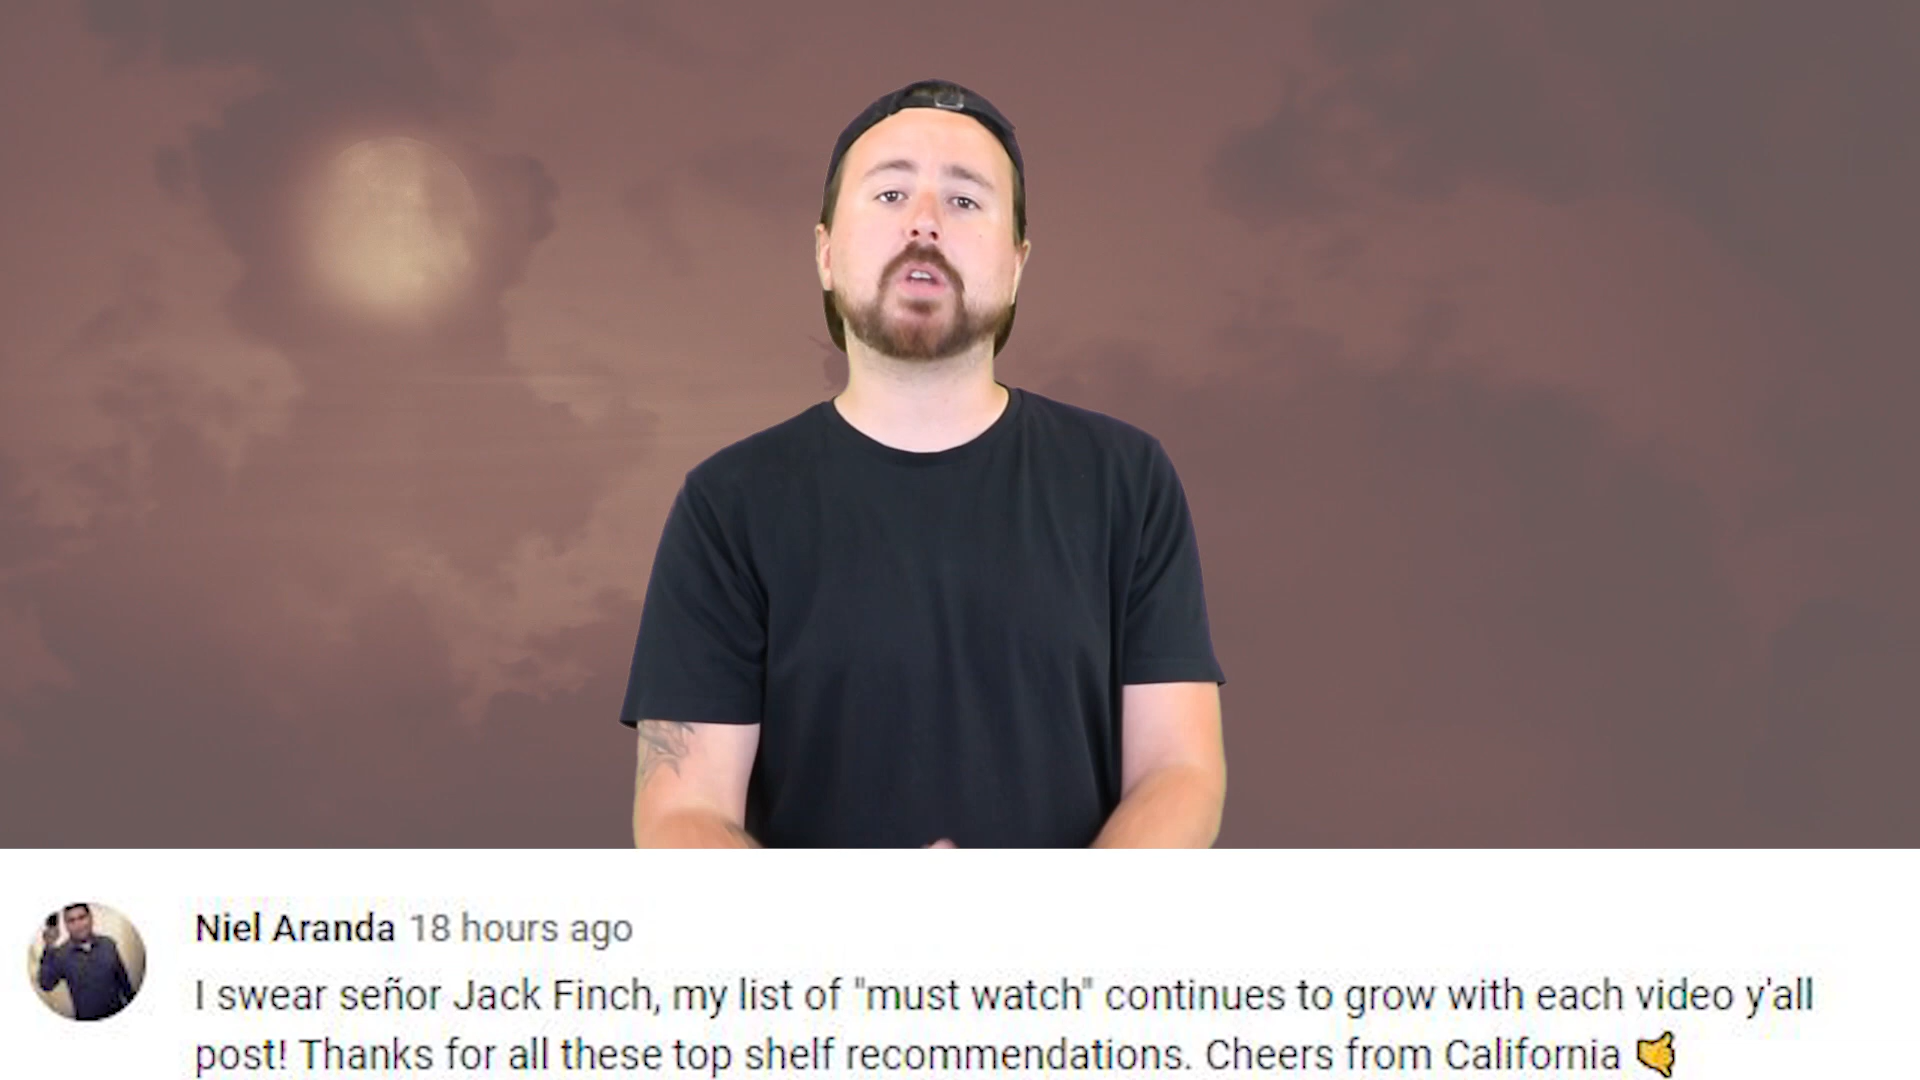 Niel Aranda 18 hours ago
I swear señor Jack Finch, my list of "must watch" continues to grow with each video y'all
post! Thanks for all these top shelf recommendations. Cheers from California 🤙